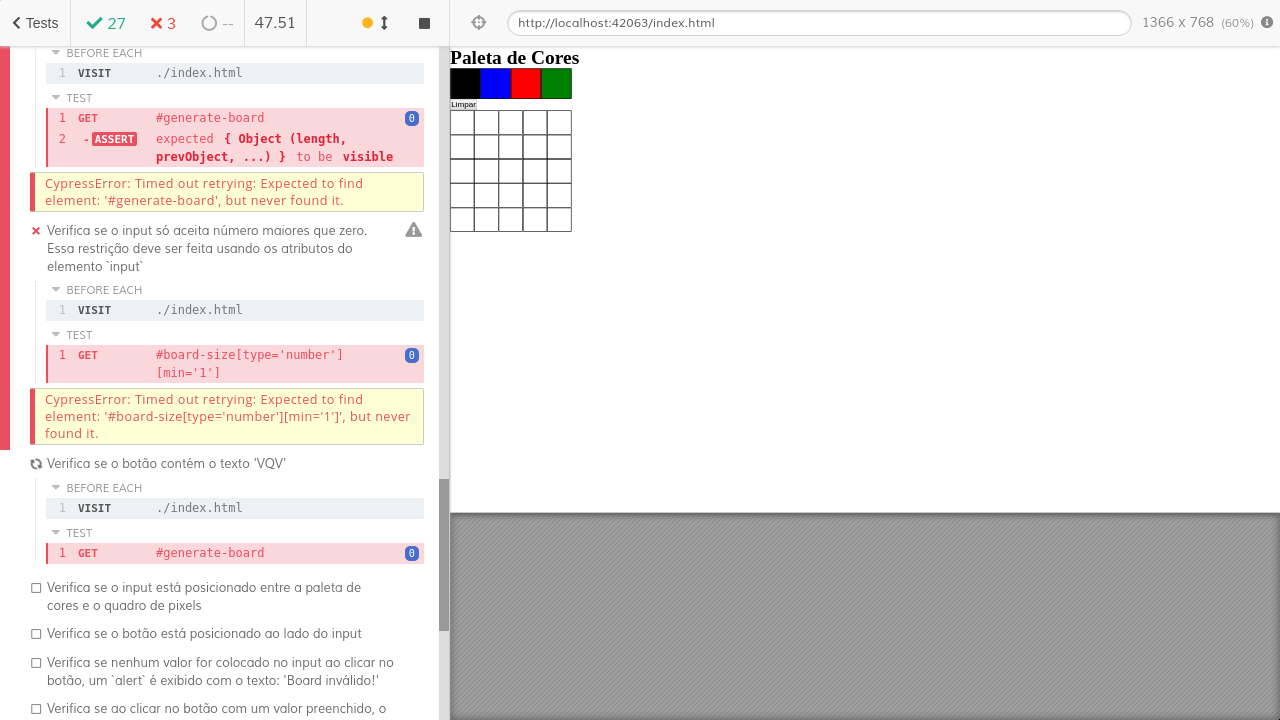 Tests 27 3 -- 47.51 http://localhost:42063/index.html 1366 x 768 (60%)
BEFORE EACH
1 VISIT ./index.html
TEST
1 GET #generate-board 0
2 -ASSERT expected { Object (length,
prevObject, ...) } to be visible
CypressError: Timed out retrying: Expected to find
element: '#generate-board', but never found it.
Verifica se o input só aceita número maiores que zero.
Essa restrição deve ser feita usando os atributos do
elemento `input`
BEFORE EACH
1 VISIT ./index.html
TEST
1 GET #board-size[type='number'] 0
[min='1']
CypressError: Timed out retrying: Expected to find
element: '#board-size[type='number'][min='1']', but never
found it.
Verifica se o botão contém o texto 'VQV'
BEFORE EACH
1 VISIT ./index.html
TEST
1 GET #generate-board 0
Verifica se o input está posicionado entre a paleta de
cores e o quadro de pixels
Verifica se o botão está posicionado ao lado do input
Verifica se nenhum valor for colocado no input ao clicar no
botão, um `alert` é exibido com o texto: 'Board inválido!'
Verifica se ao clicar no botão com um valor preenchido, o
Paleta de Cores
Limpar